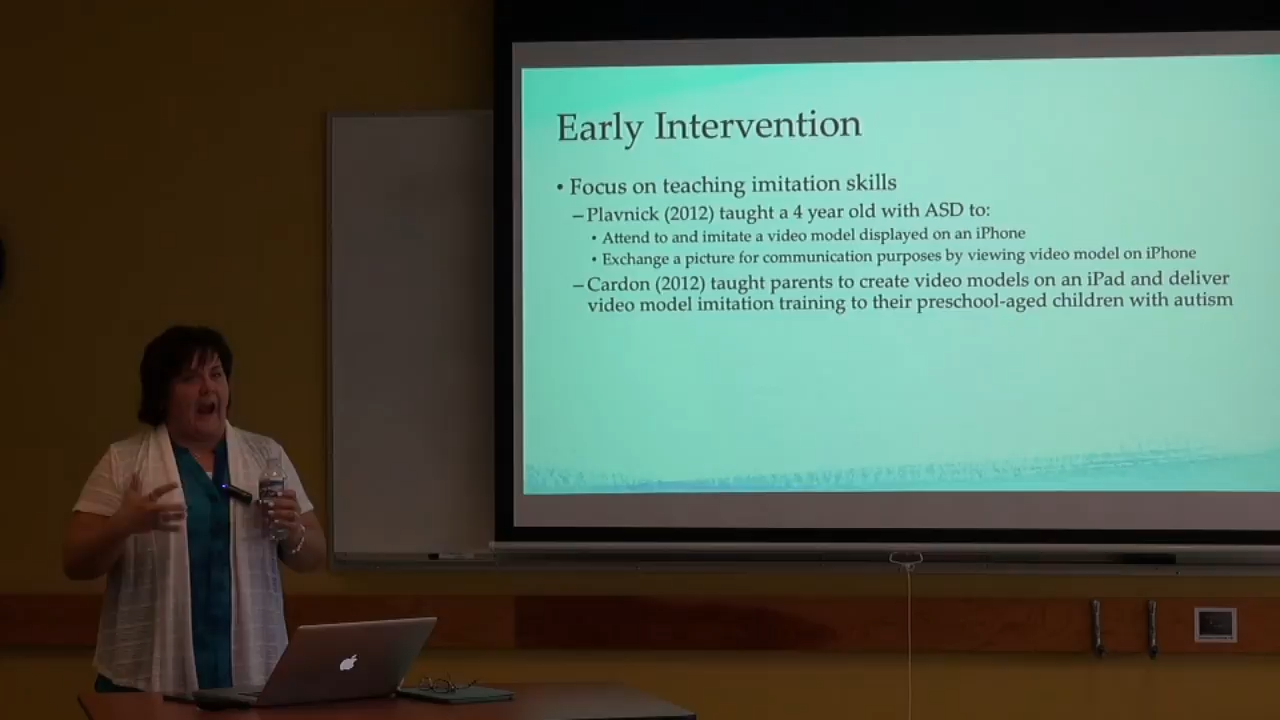 Early Intervention
• Focus on teaching imitation skills
– Plavnick (2012) taught a 4 year old with ASD to:
• Attend to and imitate a video model displayed on an iPhone
• Exchange a picture for communication purposes by viewing video model on iPhone
– Cardon (2012) taught parents to create video models on an iPad and deliver
video model imitation training to their preschool-aged children with autism